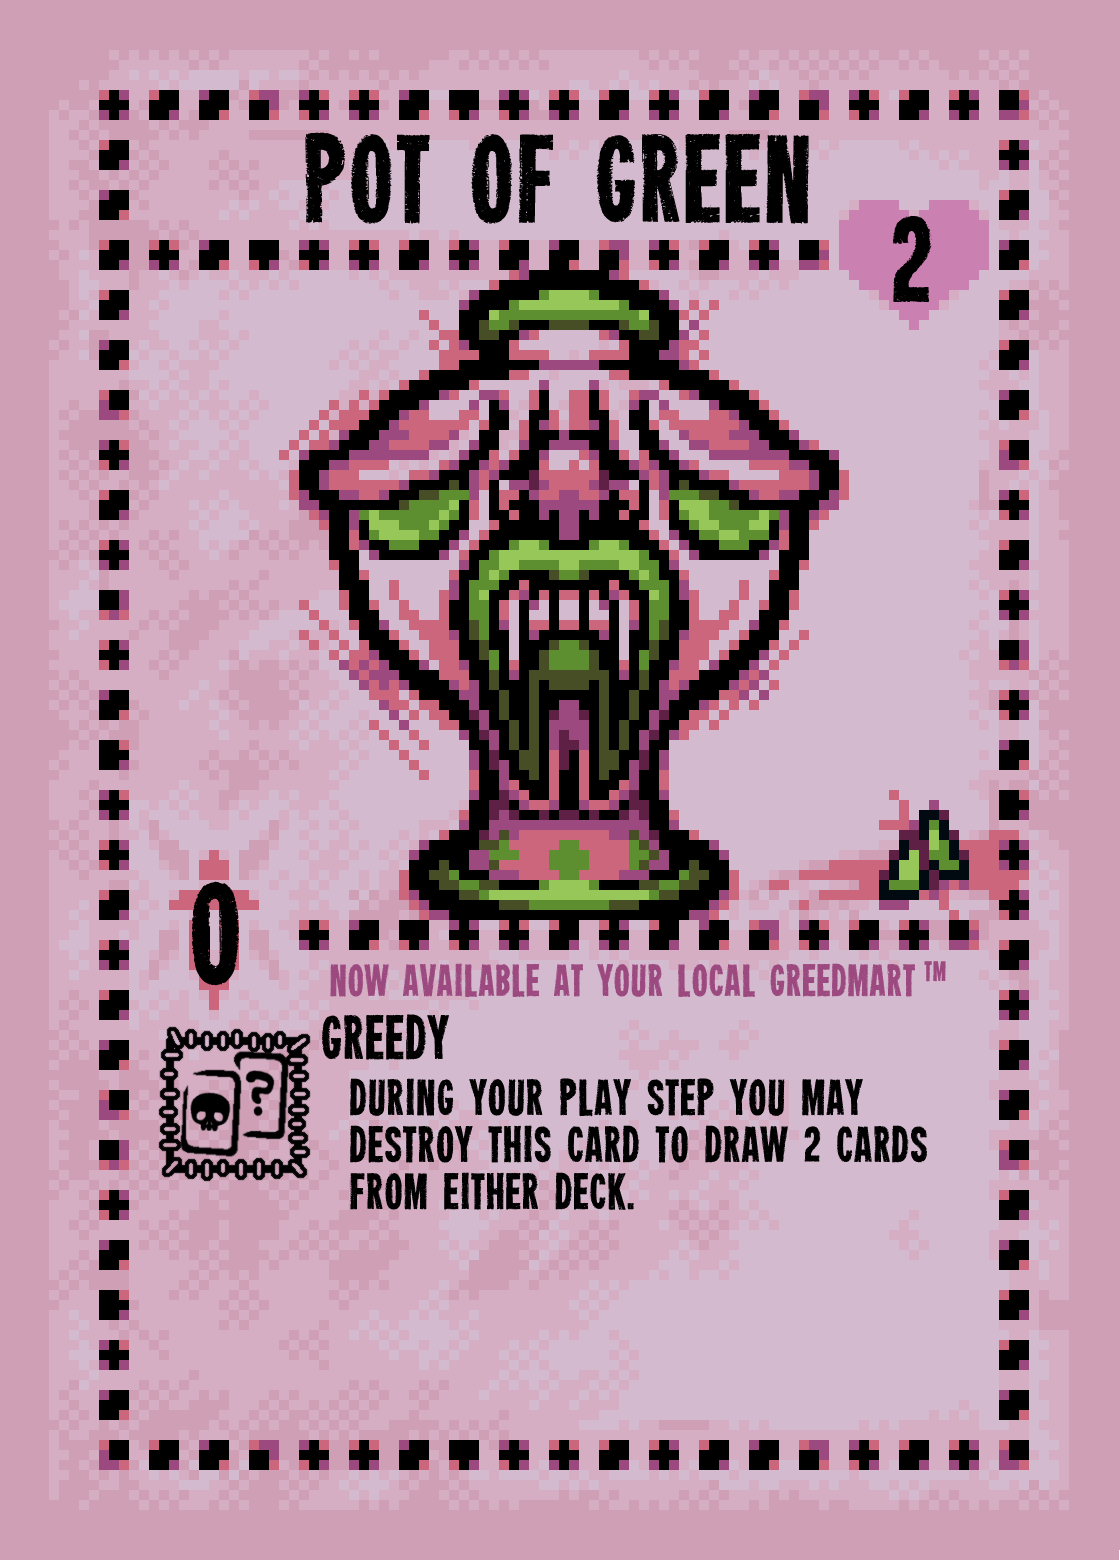 POT OF GREEN
2
0
NOW AVAILABLE AT YOUR LOCAL GREEDMART™
GREEDY
?
DURING YOUR PLAY STEP YOU MAY
DESTROY THIS CARD TO DRAW 2 CARDS
FROM EITHER DECK.